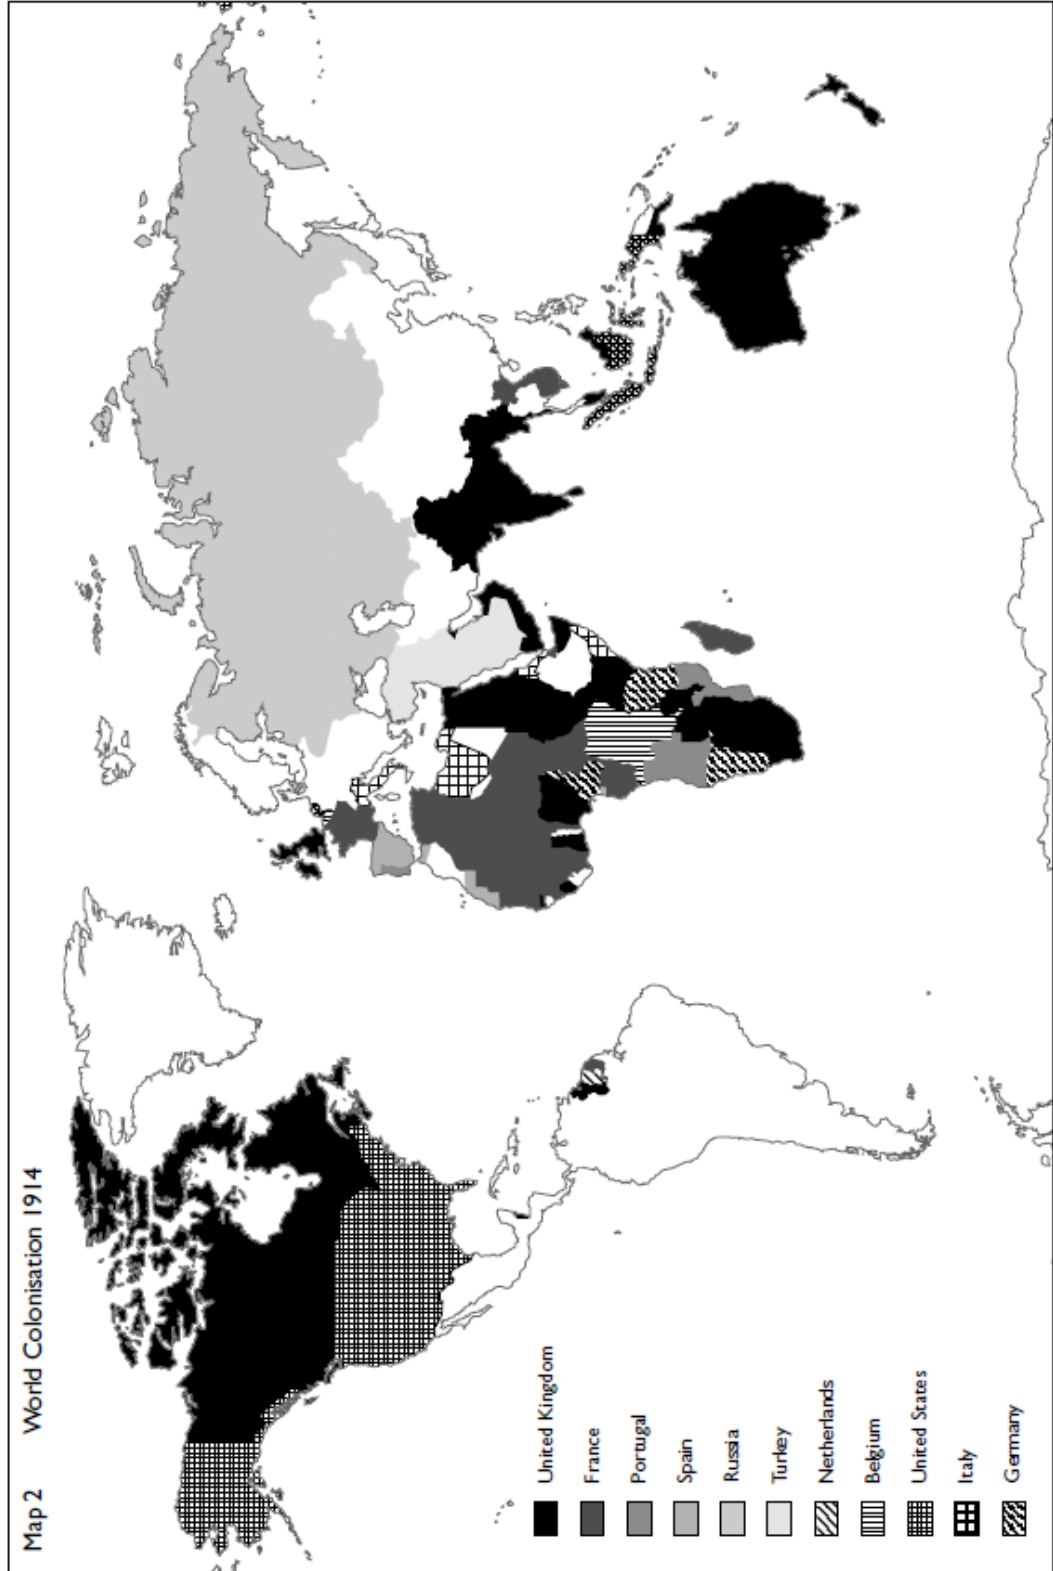 Map 2 World Colonisation 1914
United Kingdom
France
Portugal
Spain
Russia
Turkey
Netherlands
Belgium
United States
Italy
Germany